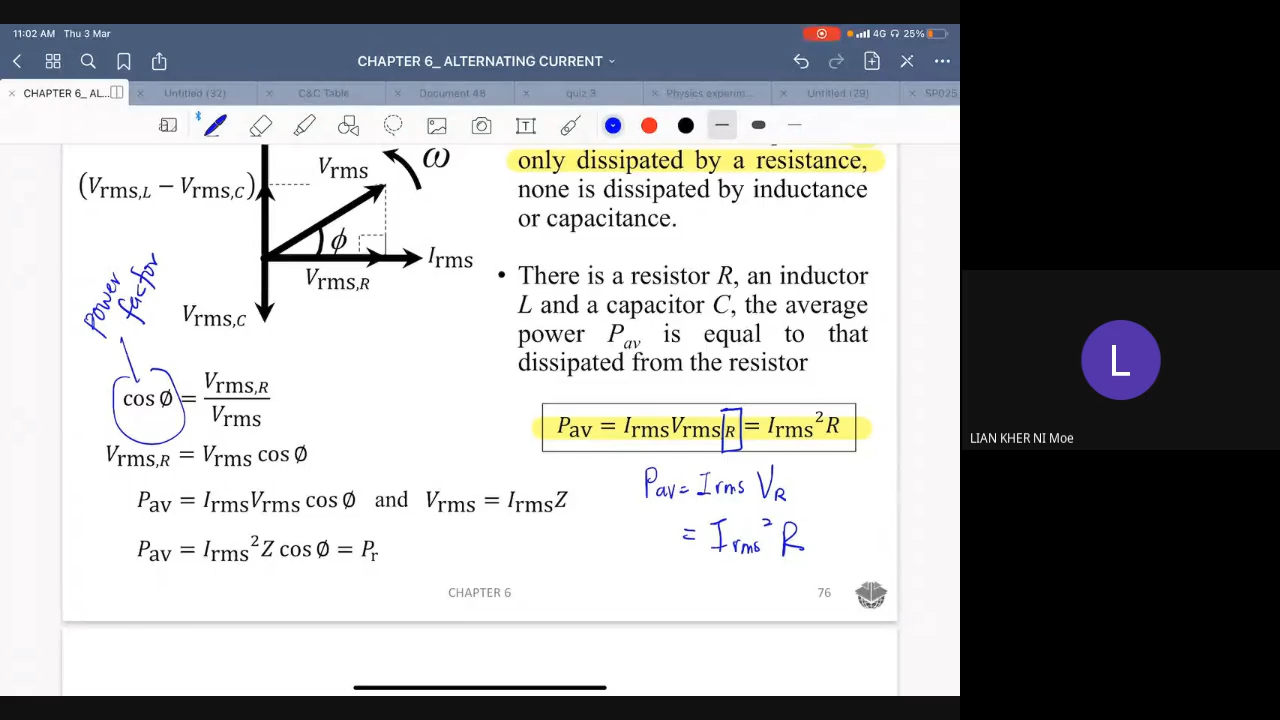 11:02 AM Thu 3 Mar
4G 25%
CHAPTER 6_ ALTERNATING CURRENT
CHAPTER 6_ AL...
Untitled (32)
C&C Table
Document 48
quiz 3
Physics experim...
Untitled (29)
SP025
T
only dissipated by a resistance,
none is dissipated by inductance
or capacitance.
• There is a resistor R, an inductor
L and a capacitor C, the average
power Pav is equal to that
dissipated from the resistor
Pav = IrmsVrms R = Irms²R
Pav = Irms VR
= Irms² R
(Vrms,L − Vrms,C)
Vrms
ω
ϕ
Irms
Vrms,R
Vrms,C
Power
factor
cos Ø = Vrms,R / Vrms
Vrms,R = Vrms cos Ø
Pav = IrmsVrms cos Ø and Vrms = IrmsZ
Pav = Irms²Z cos Ø = Pr
CHAPTER 6
76
L
LIAN KHER NI Moe